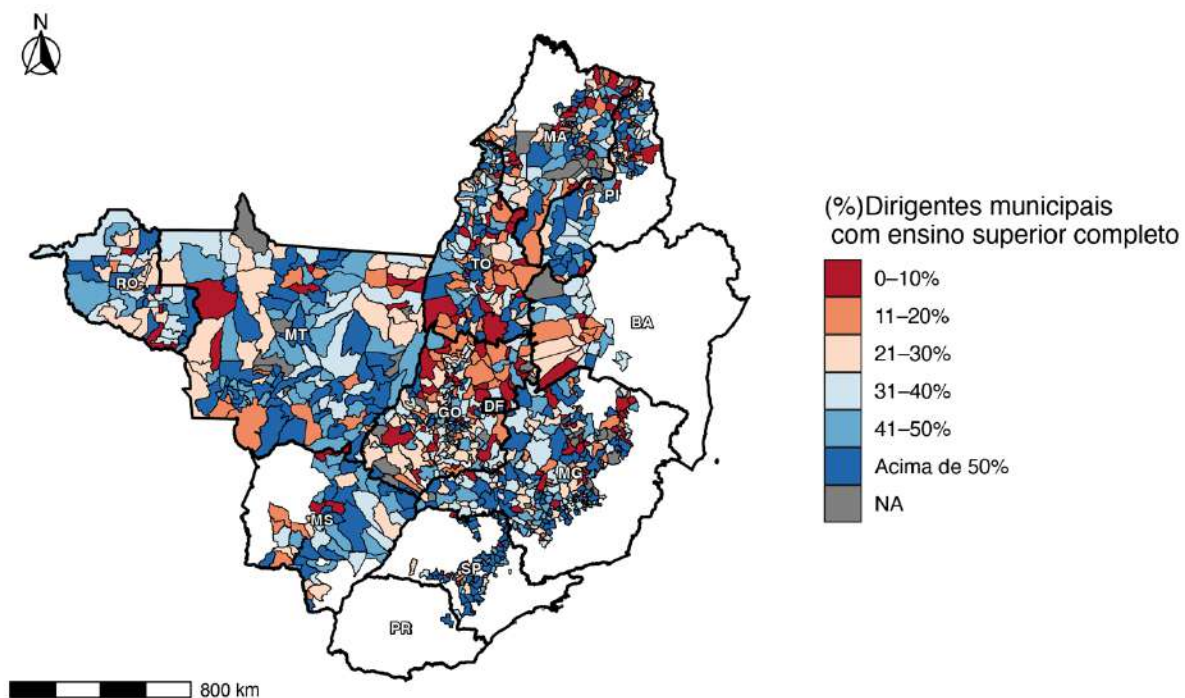 N
MA
PI
TO
RO
BA
MT
GO
DF
MG
MS
SP
PR
800 km
(%)Dirigentes municipais
com ensino superior completo
0–10%
11–20%
21–30%
31–40%
41–50%
Acima de 50%
NA